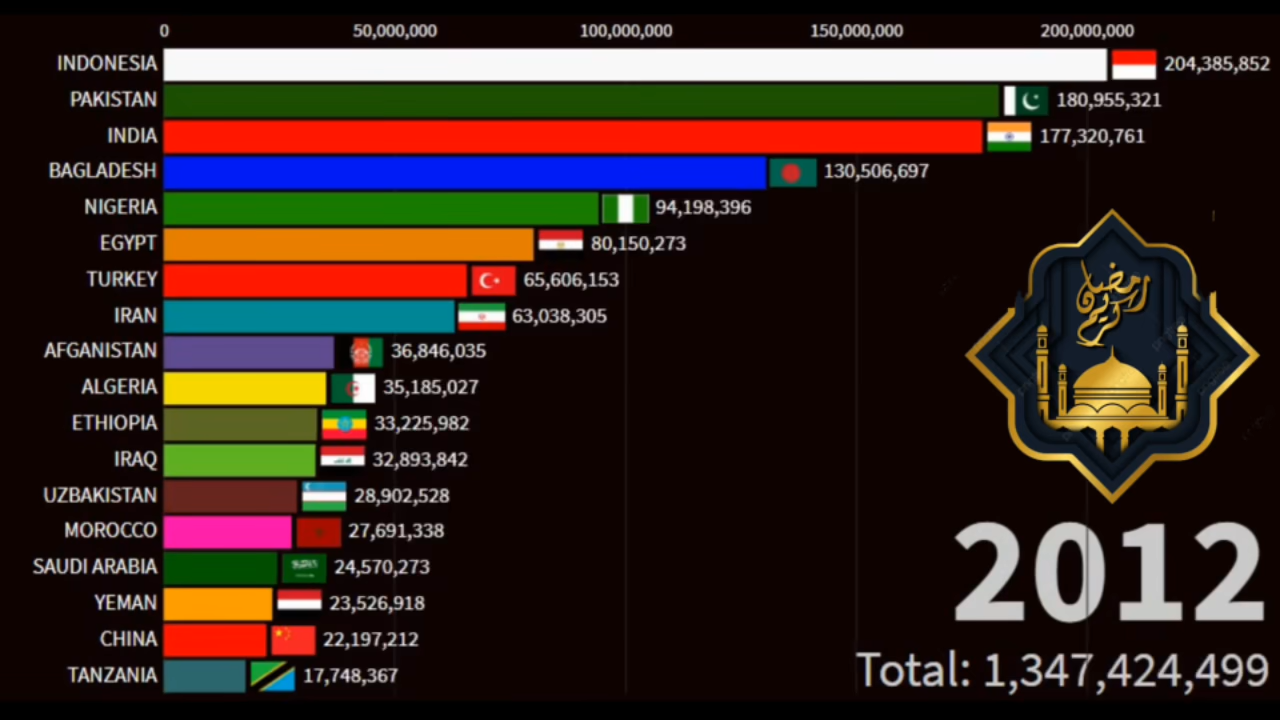 0 50,000,000 100,000,000 150,000,000 200,000,000
INDONESIA 204,385,852
PAKISTAN 180,955,321
INDIA 177,320,761
BAGLADESH 130,506,697
NIGERIA 94,198,396
EGYPT 80,150,273
TURKEY 65,606,153
IRAN 63,038,305
AFGANISTAN 36,846,035
ALGERIA 35,185,027
ETHIOPIA 33,225,982
IRAQ 32,893,842
UZBAKISTAN 28,902,528
MOROCCO 27,691,338
SAUDI ARABIA 24,570,273
YEMAN 23,526,918
CHINA 22,197,212
TANZANIA 17,748,367
رمضان
كريم
2012
Total: 1,347,424,499